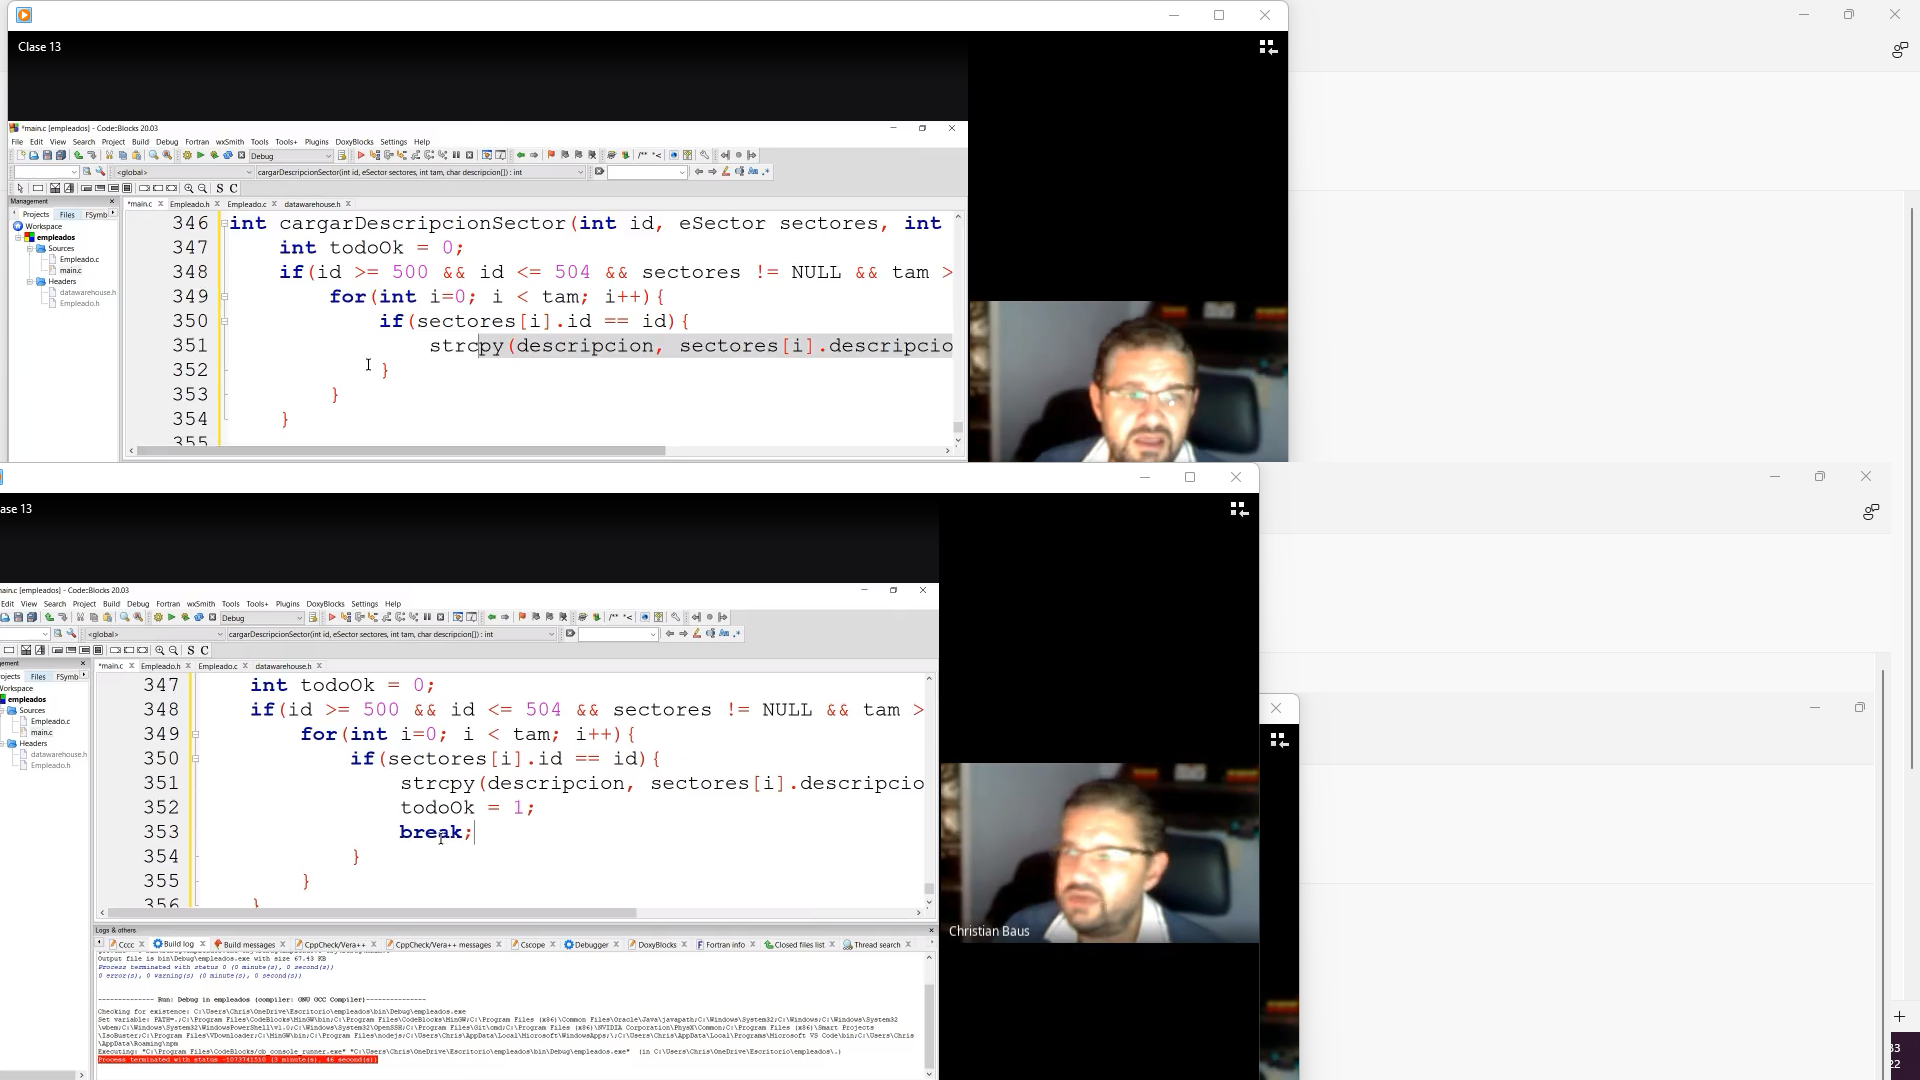 Clase 13
*main.c [empleados] - Code::Blocks 20.03
File Edit View Search Project Build Debug Fortran wxSmith Tools Tools+ Plugins DoxyBlocks Settings Help
Debug
<global>
cargarDescripcionSector(int id, eSector sectores, int tam, char descripcion[]) : int
S C
Management
Projects Files FSymb
*main.c Empleado.h Empleado.c datawarehouse.h
Workspace
empleados
Sources
Empleado.c
main.c
Headers
datawarehouse.h
Empleado.h
346 int cargarDescripcionSector(int id, eSector sectores, int
347 int todoOk = 0;
348 if(id >= 500 && id <= 504 && sectores != NULL && tam >
349 for(int i=0; i < tam; i++){
350 if(sectores[i].id == id){
351 strcpy(descripcion, sectores[i].descripcio
352 }
353 }
354 }
355
ase 13
main.c [empleados] - Code::Blocks 20.03
Edit View Search Project Build Debug Fortran wxSmith Tools Tools+ Plugins DoxyBlocks Settings Help
Debug
<global>
cargarDescripcionSector(int id, eSector sectores, int tam, char descripcion[]) : int
S C
gement
ojects Files FSymb
*main.c Empleado.h Empleado.c datawarehouse.h
Workspace
empleados
Sources
Empleado.c
main.c
Headers
datawarehouse.h
Empleado.h
347 int todoOk = 0;
348 if(id >= 500 && id <= 504 && sectores != NULL && tam >
349 for(int i=0; i < tam; i++){
350 if(sectores[i].id == id){
351 strcpy(descripcion, sectores[i].descripcio
352 todoOk = 1;
353 break;
354 }
355 }
356 }
Christian Baus
Logs & others
Cccc Build log Build messages CppCheck/Vera++ CppCheck/Vera++ messages Cscope Debugger DoxyBlocks Fortran info Closed files list Thread search
Output file is bin\Debug\empleados.exe with size 67.43 KB
Process terminated with status 0 (0 minute(s), 0 second(s))
0 error(s), 0 warning(s) (0 minute(s), 0 second(s))
-------------- Run: Debug in empleados (compiler: GNU GCC Compiler)---------------
Checking for existence: C:\Users\Chris\OneDrive\Escritorio\empleados\bin\Debug\empleados.exe
Set variable: PATH=.;C:\Program Files\CodeBlocks\MinGW\bin;C:\Program Files\CodeBlocks\MinGW;C:\Program Files (x86)\Common Files\Oracle\Java\javapath;C:\Windows\System32;C:\Windows;C:\Windows\System32
\wbem;C:\Windows\System32\WindowsPowerShell\v1.0;C:\Windows\System32\OpenSSH;C:\Program Files\Git\cmd;C:\Program Files (x86)\NVIDIA Corporation\PhysX\Common;C:\Program Files (x86)\Smart Projects
\IsoBuster;C:\Program Files\VDownloader;C:\MinGW\bin;C:\Program Files\nodejs;C:\Users\Chris\AppData\Local\Microsoft\WindowsApps;.;C:\Users\Chris\AppData\Local\Programs\Microsoft VS Code\bin;C:\Users\Chris
\AppData\Roaming\npm
Executing: "C:\Program Files\CodeBlocks/cb_console_runner.exe" "C:\Users\Chris\OneDrive\Escritorio\empleados\bin\Debug\empleados.exe" (in C:\Users\Chris\OneDrive\Escritorio\empleados\.)
Process terminated with status -1073741510 (3 minute(s), 46 second(s))
33
22